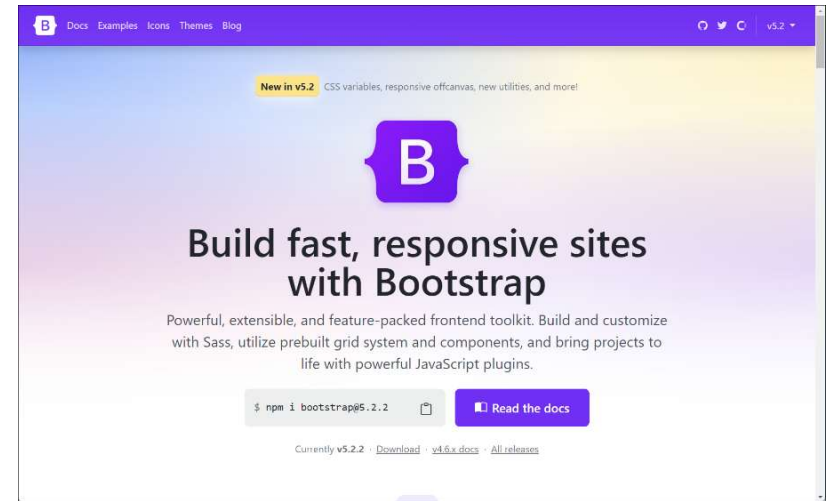 B Docs Examples Icons Themes Blog v5.2
New in v5.2 CSS variables, responsive offcanvas, new utilities, and more!
B
Build fast, responsive sites
with Bootstrap
Powerful, extensible, and feature-packed frontend toolkit. Build and customize
with Sass, utilize prebuilt grid system and components, and bring projects to
life with powerful JavaScript plugins.
$ npm i bootstrap@5.2.2 Read the docs
Currently v5.2.2 · Download · v4.6.x docs · All releases